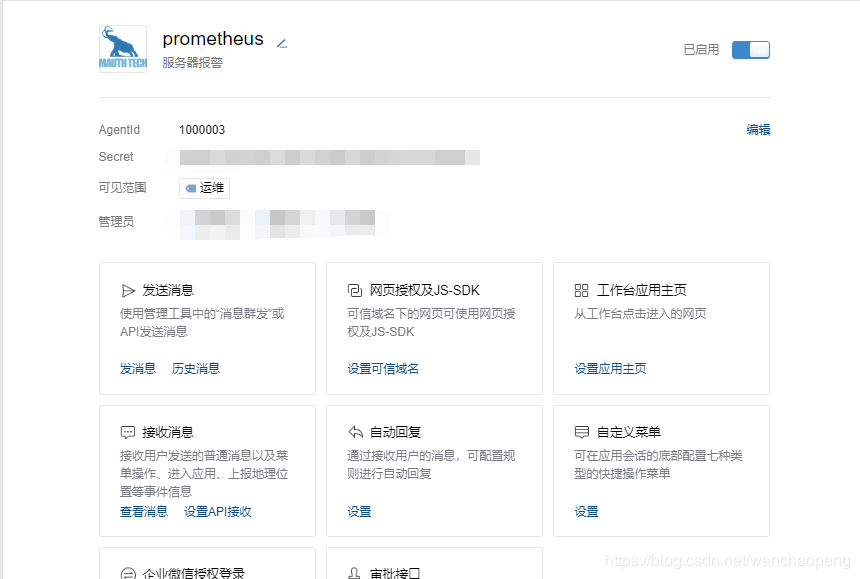 prometheus
MAUTH TECH
服务器报警
已启用
AgentId 1000003
编辑
Secret
可见范围 运维
管理员
发送消息
使用管理工具中的“消息群发”或
API发送消息
发消息 历史消息
网页授权及JS-SDK
可信域名下的网页可使用网页授
权及JS-SDK
设置可信域名
工作台应用主页
从工作台点击进入的网页
设置应用主页
接收消息
接收用户发送的普通消息以及菜
单操作、进入应用、上报地理位
置等事件信息
查看消息 设置API接收
自动回复
通过接收用户的消息，可配置规
则进行自动回复
设置
自定义菜单
可在应用会话的底部配置七种类
型的快捷操作菜单
设置
企业微信授权登录
审批接口
https://blog.csdn.net/wanchaopeng